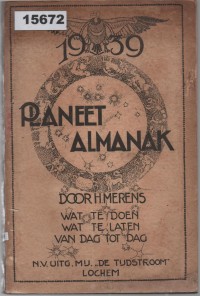 15672
1939
PLANEET
ALMANAK
DOOR H.MERENS
WAT TE DOEN
WAT TE LATEN
VAN DAG TOT DAG
N.V. UITG. MIJ. „DE TIJDSTROOM"
LOCHEM